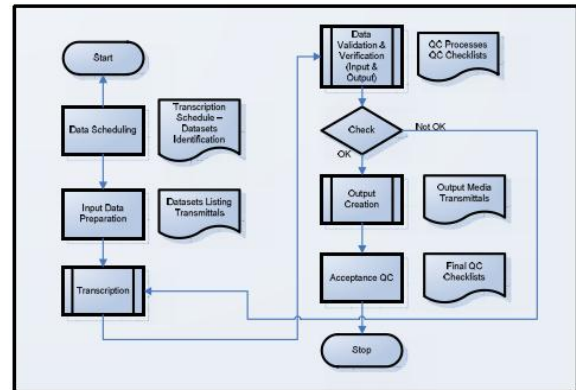 Start
Data Scheduling
Transcription
Schedule –
Datasets
Identification
Input Data
Preparation
Datasets Listing
Transmittals
Transcription
Data
Validation &
Verification
(Input &
Output)
QC Processes
QC Checklists
Check
Not OK
OK
Output
Creation
Output Media
Transmittals
Acceptance QC
Final QC
Checklists
Stop